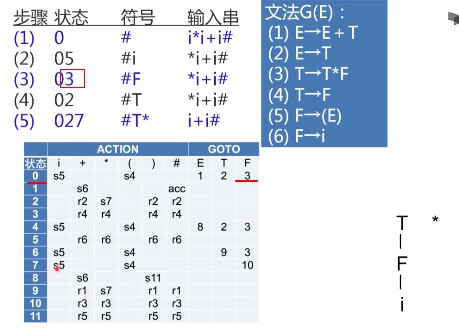 步骤 状态 符号 输入串
(1) 0 # i*i+i#
(2) 05 #i *i+i#
(3) 03 #F *i+i#
(4) 02 #T *i+i#
(5) 027 #T* i+i#
文法G(E)：
(1) E→E+T
(2) E→T
(3) T→T*F
(4) T→F
(5) F→(E)
(6) F→i
ACTION GOTO
状态 i + * ( ) # E T F
0 s5 s4 1 2 3
1 s6 acc
2 r2 s7 r2 r2
3 r4 r4 r4 r4
4 s5 s4 8 2 3
5 r6 r6 r6 r6
6 s5 s4 9 3
7 s5 s4 10
8 s6 s11
9 r1 s7 r1 r1
10 r3 r3 r3 r3
11 r5 r5 r5 r5
T *
F
i